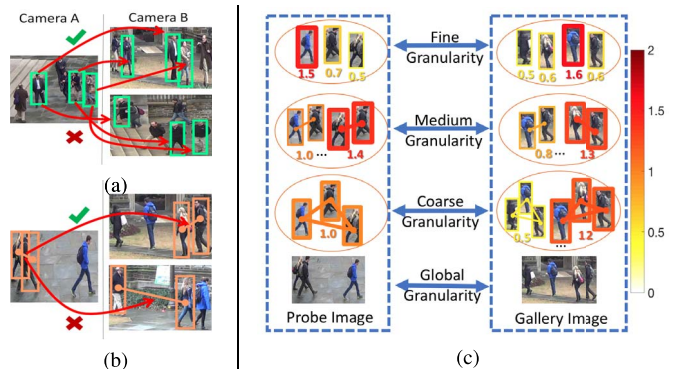 Camera A Camera B
(a)
(b)
Fine
Granularity
1.5 0.7 0.5
0.5 0.6 1.6 0.6
Medium
Granularity
1.0 ... 1.4
0.8 ... 1.3
Coarse
Granularity
1.0
0.5 ... 12
Global
Granularity
Probe Image
Gallery Image
(c)
2
1.5
1
0.5
0